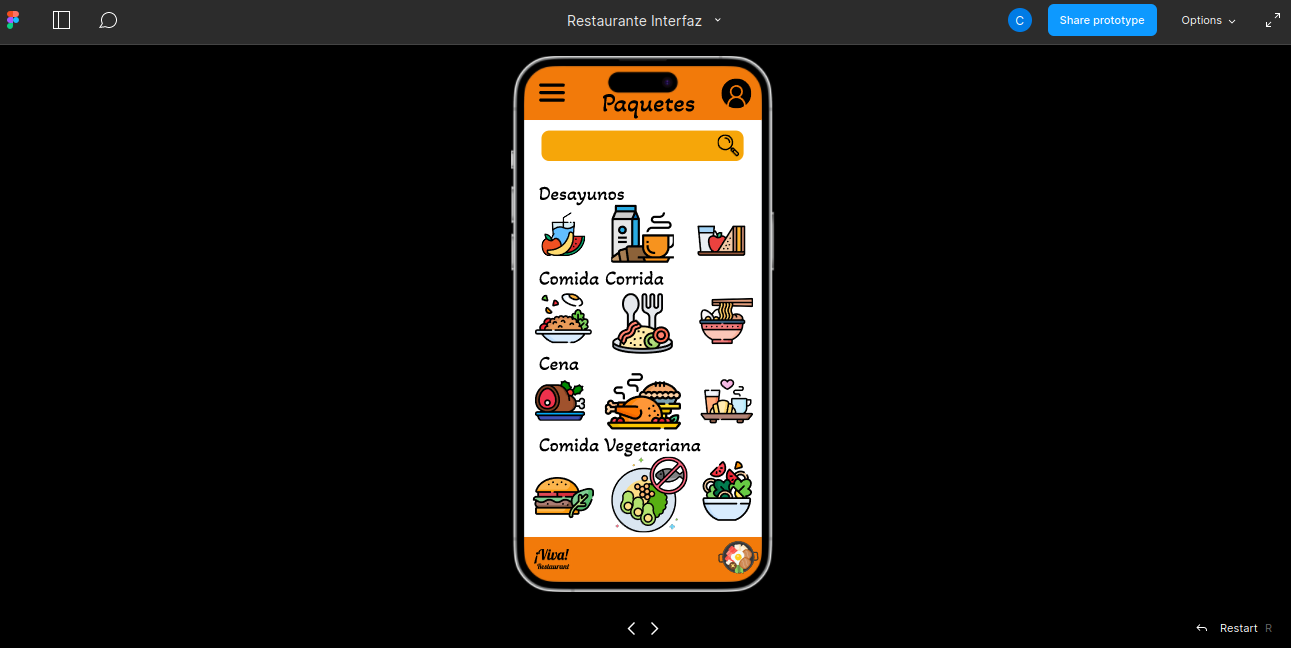 Restaurante Interfaz
C
Share prototype
Options
Paquetes
Desayunos
Comida Corrida
Cena
Comida Vegetariana
¡Viva!
Restaurant
Restart R